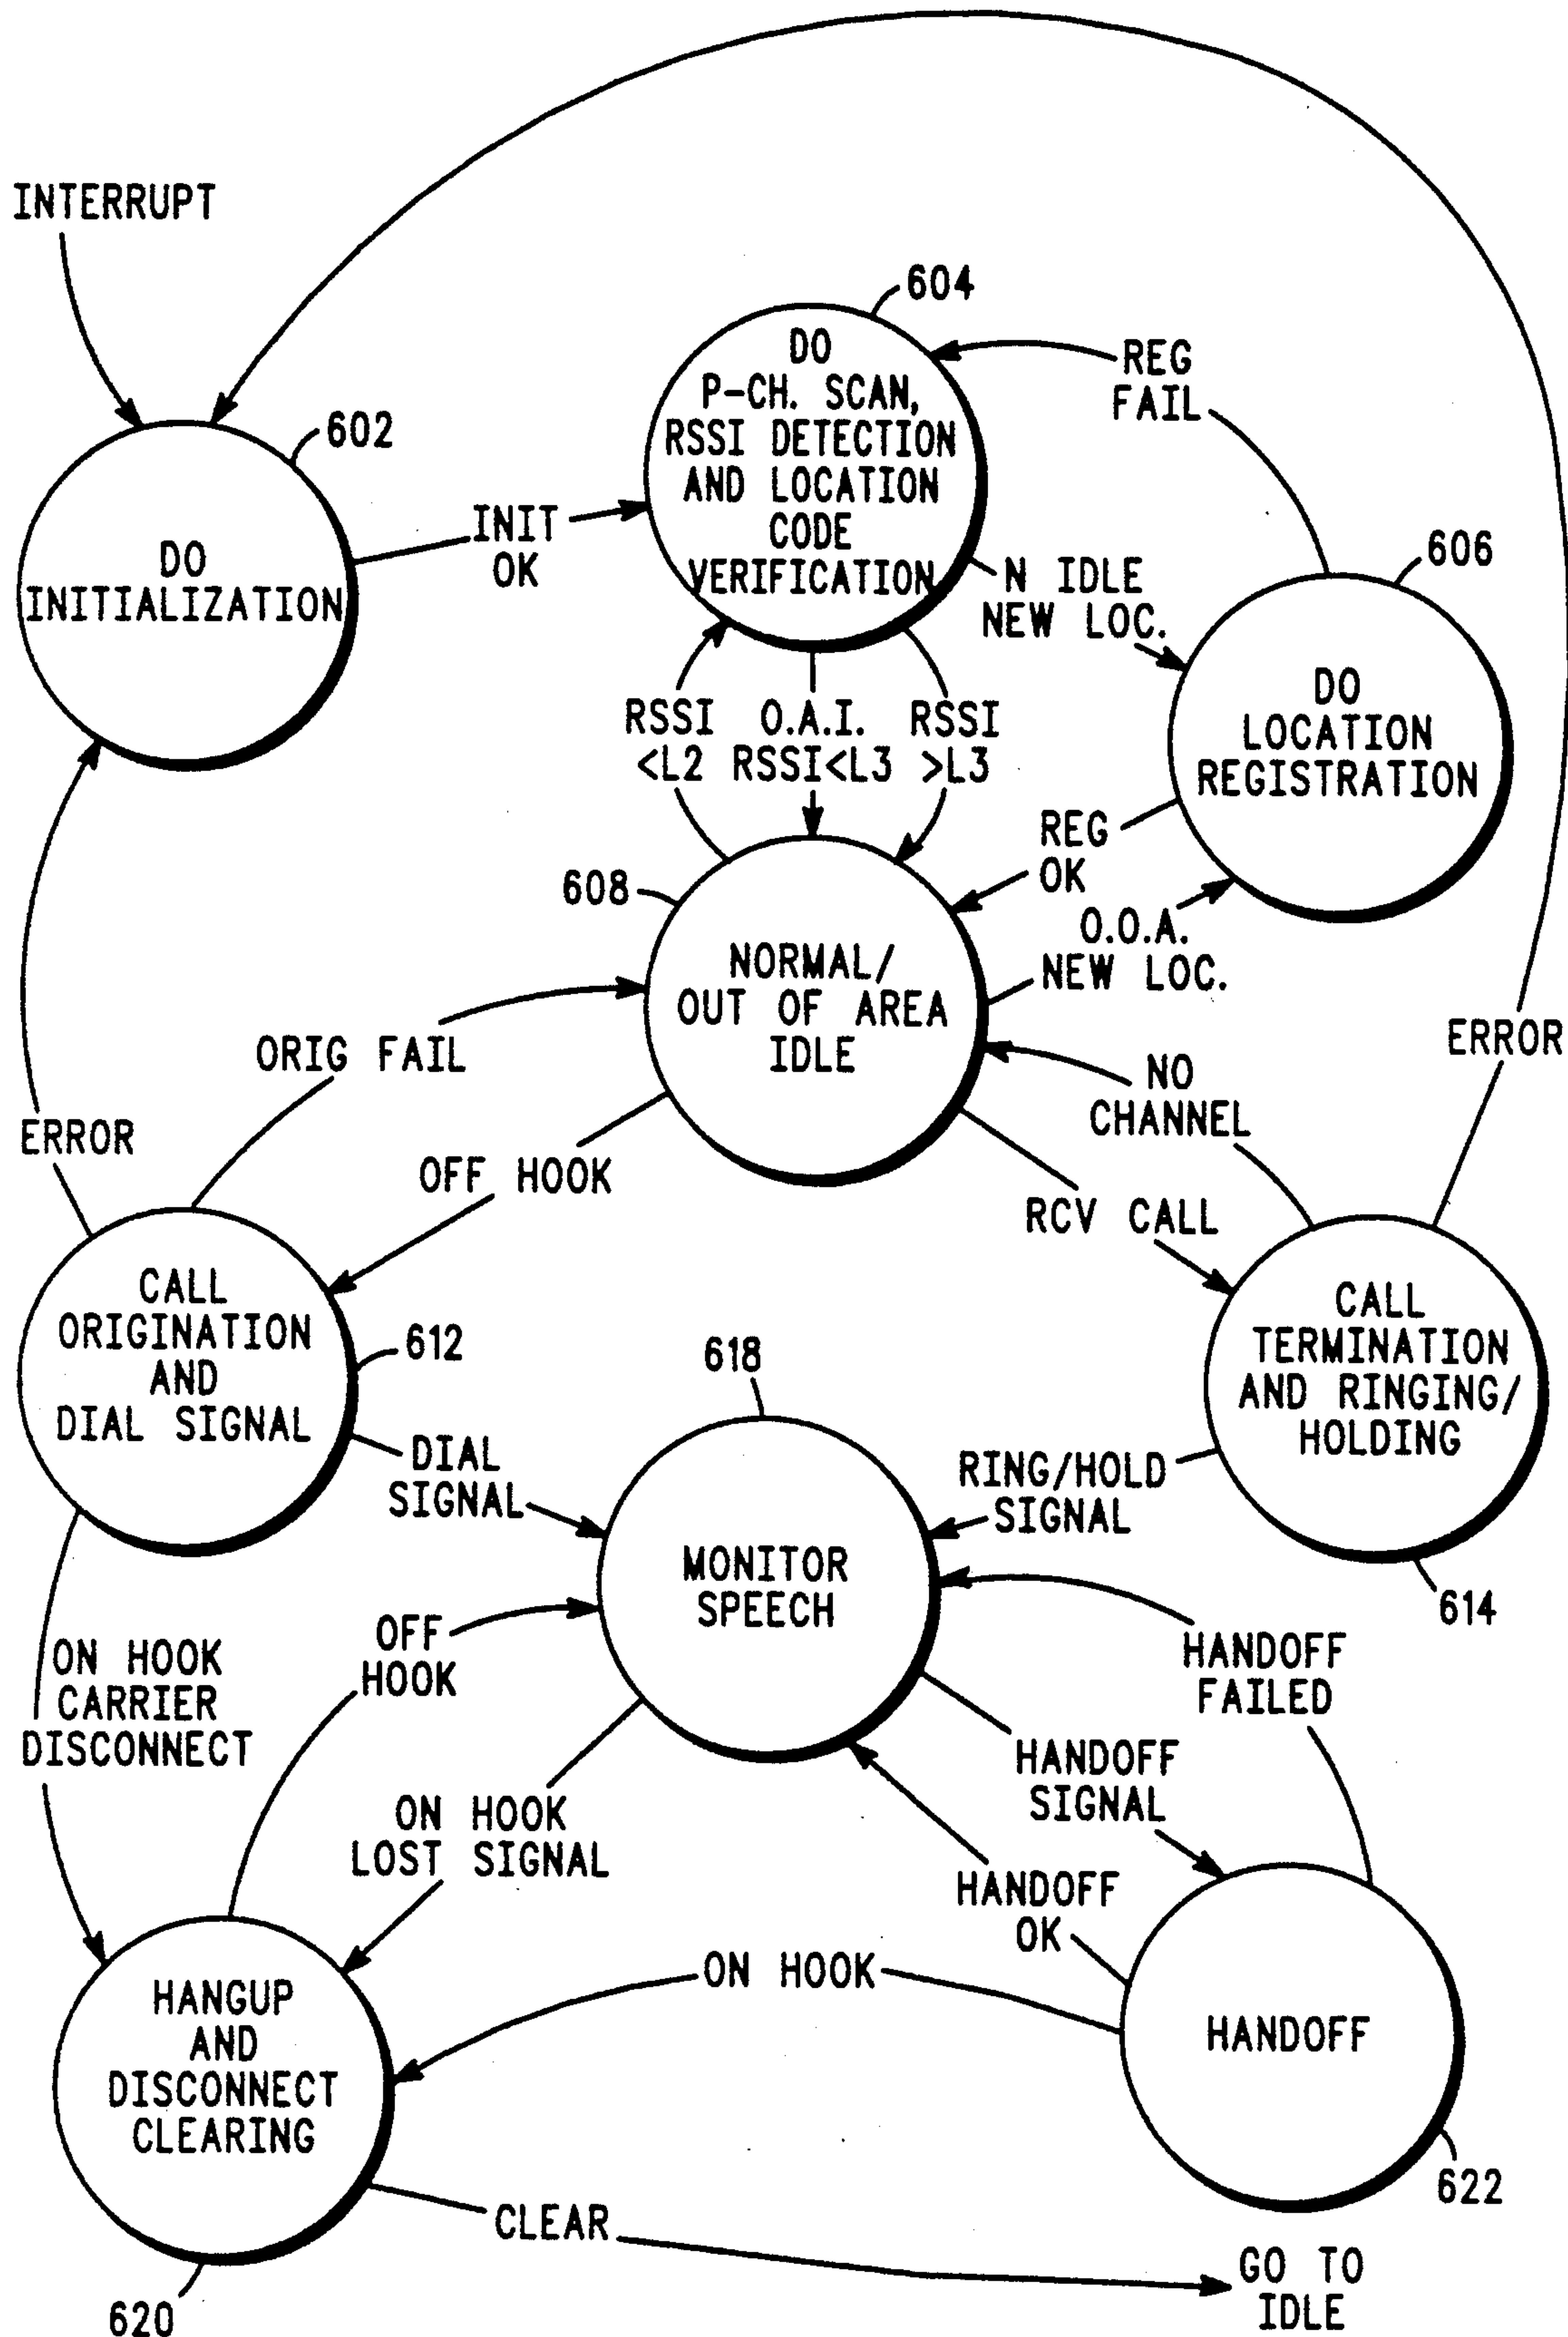 INTERRUPT
602
DO
INITIALIZATION
INIT
OK
604
DO
P-CH. SCAN,
RSSI DETECTION
AND LOCATION
CODE
VERIFICATION
REG
FAIL
N IDLE
NEW LOC.
606
DO
LOCATION
REGISTRATION
RSSI
<L2
O.A.I.
RSSI<L3
RSSI
>L3
REG
OK
O.O.A.
NEW LOC.
608
NORMAL/
OUT OF AREA
IDLE
ORIG FAIL
ERROR
OFF HOOK
NO
CHANNEL
RCV CALL
ERROR
CALL
ORIGINATION
AND
DIAL SIGNAL
612
618
CALL
TERMINATION
AND RINGING/
HOLDING
614
DIAL
SIGNAL
RING/HOLD
SIGNAL
MONITOR
SPEECH
OFF
HOOK
ON HOOK
CARRIER
DISCONNECT
HANDOFF
FAILED
HANDOFF
SIGNAL
ON HOOK
LOST SIGNAL
HANDOFF
OK
ON HOOK
HANGUP
AND
DISCONNECT
CLEARING
HANDOFF
622
CLEAR
GO TO
IDLE
620